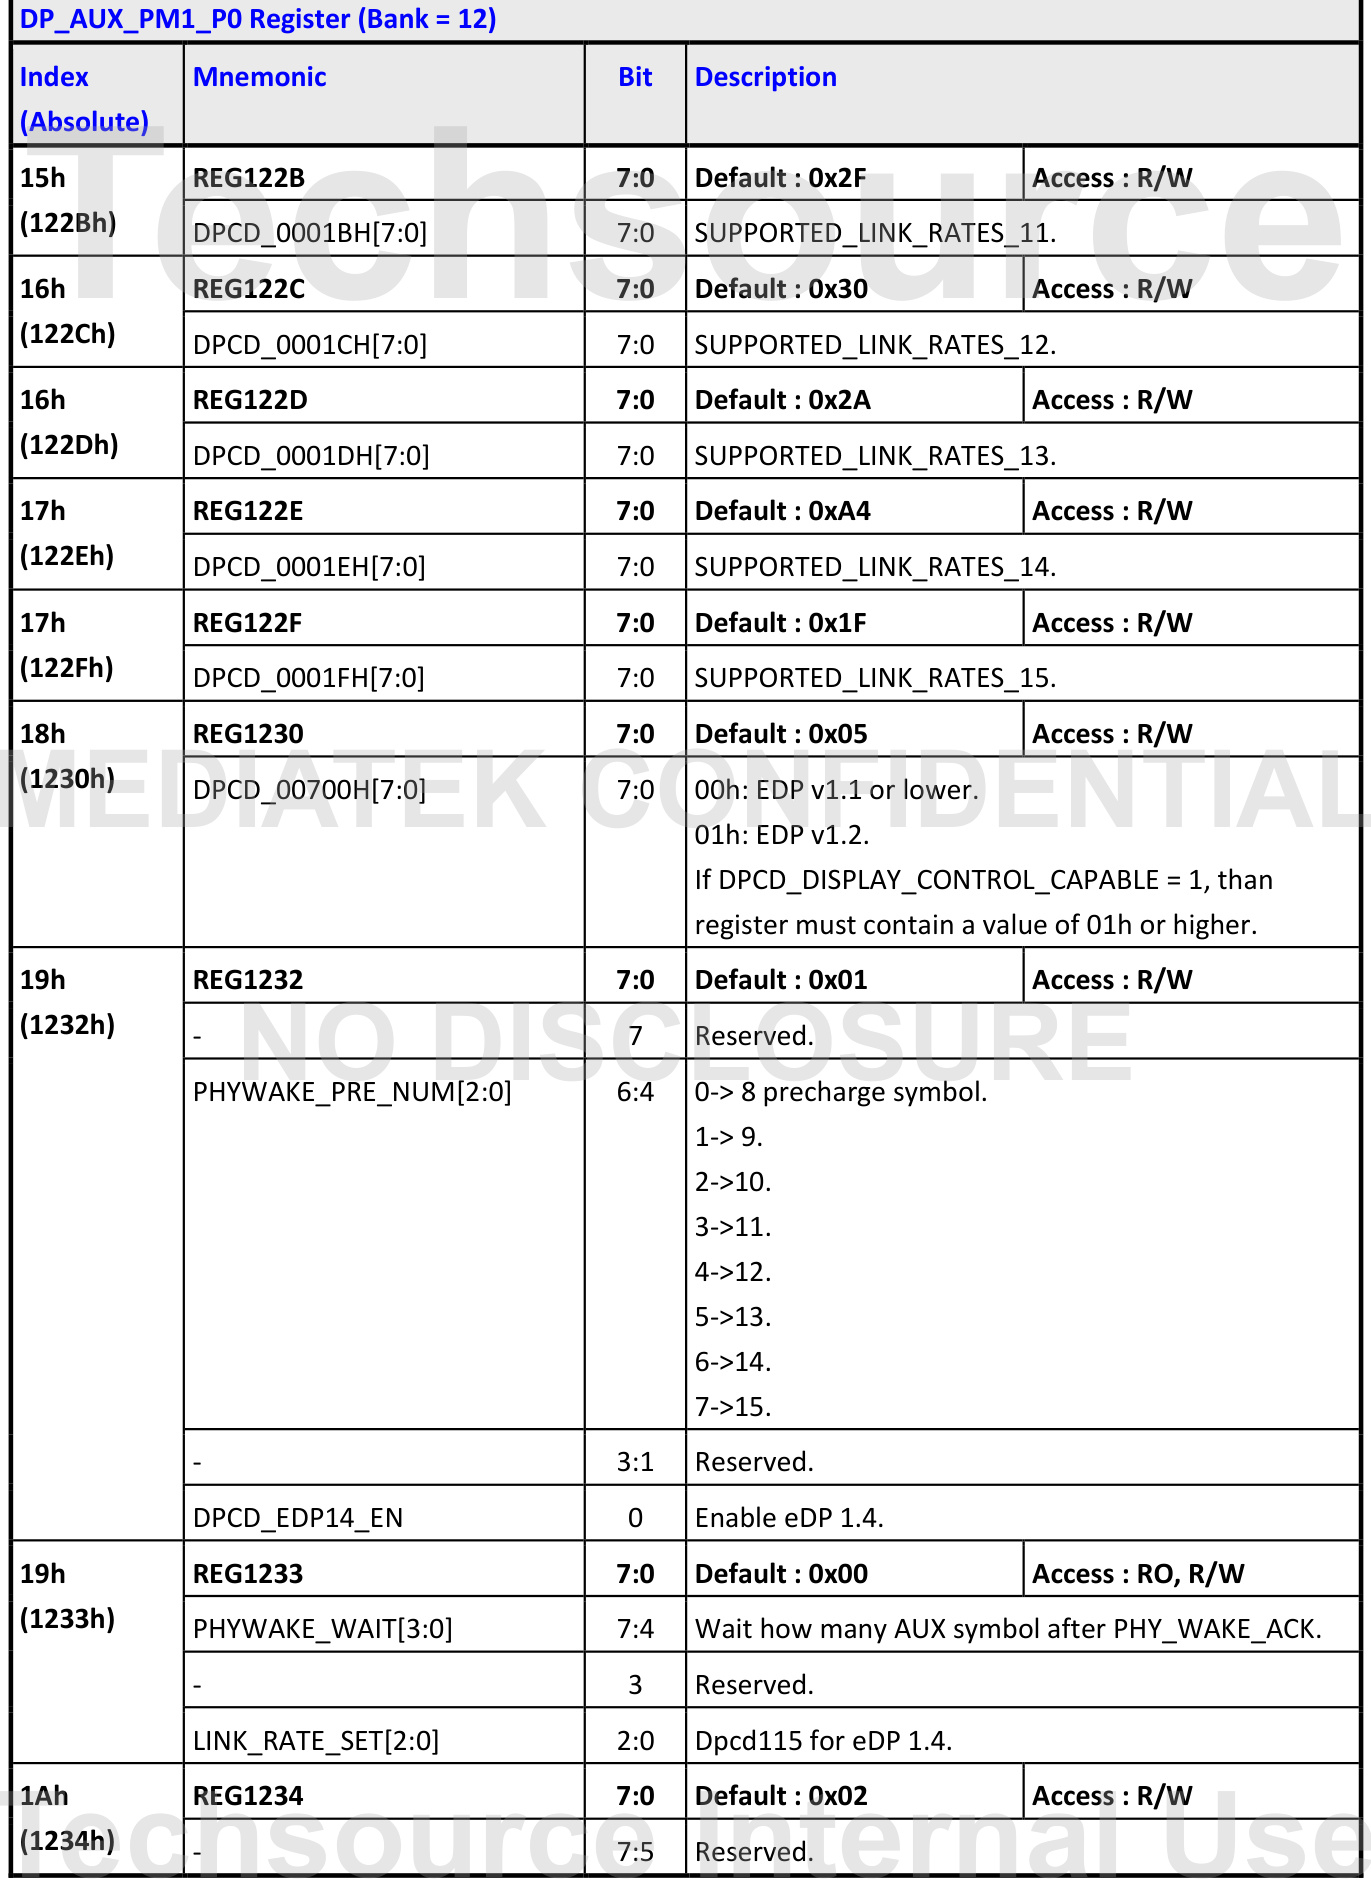 DP_AUX_PM1_P0 Register (Bank = 12)
Index (Absolute) Mnemonic Bit Description
15h (122Bh) REG122B 7:0 Default : 0x2F Access : R/W
DPCD_0001BH[7:0] 7:0 SUPPORTED_LINK_RATES_11.
16h (122Ch) REG122C 7:0 Default : 0x30 Access : R/W
DPCD_0001CH[7:0] 7:0 SUPPORTED_LINK_RATES_12.
16h (122Dh) REG122D 7:0 Default : 0x2A Access : R/W
DPCD_0001DH[7:0] 7:0 SUPPORTED_LINK_RATES_13.
17h (122Eh) REG122E 7:0 Default : 0xA4 Access : R/W
DPCD_0001EH[7:0] 7:0 SUPPORTED_LINK_RATES_14.
17h (122Fh) REG122F 7:0 Default : 0x1F Access : R/W
DPCD_0001FH[7:0] 7:0 SUPPORTED_LINK_RATES_15.
18h (1230h) REG1230 7:0 Default : 0x05 Access : R/W
DPCD_00700H[7:0] 7:0 00h: EDP v1.1 or lower.
01h: EDP v1.2.
If DPCD_DISPLAY_CONTROL_CAPABLE = 1, than
register must contain a value of 01h or higher.
19h (1232h) REG1232 7:0 Default : 0x01 Access : R/W
- 7 Reserved.
PHYWAKE_PRE_NUM[2:0] 6:4 0-> 8 precharge symbol.
1-> 9.
2->10.
3->11.
4->12.
5->13.
6->14.
7->15.
- 3:1 Reserved.
DPCD_EDP14_EN 0 Enable eDP 1.4.
19h (1233h) REG1233 7:0 Default : 0x00 Access : RO, R/W
PHYWAKE_WAIT[3:0] 7:4 Wait how many AUX symbol after PHY_WAKE_ACK.
- 3 Reserved.
LINK_RATE_SET[2:0] 2:0 Dpcd115 for eDP 1.4.
1Ah (1234h) REG1234 7:0 Default : 0x02 Access : R/W
- 7:5 Reserved.
Techsource
MEDIATEK CONFIDENTIAL
NO DISCLOSURE
Techsource Internal Use